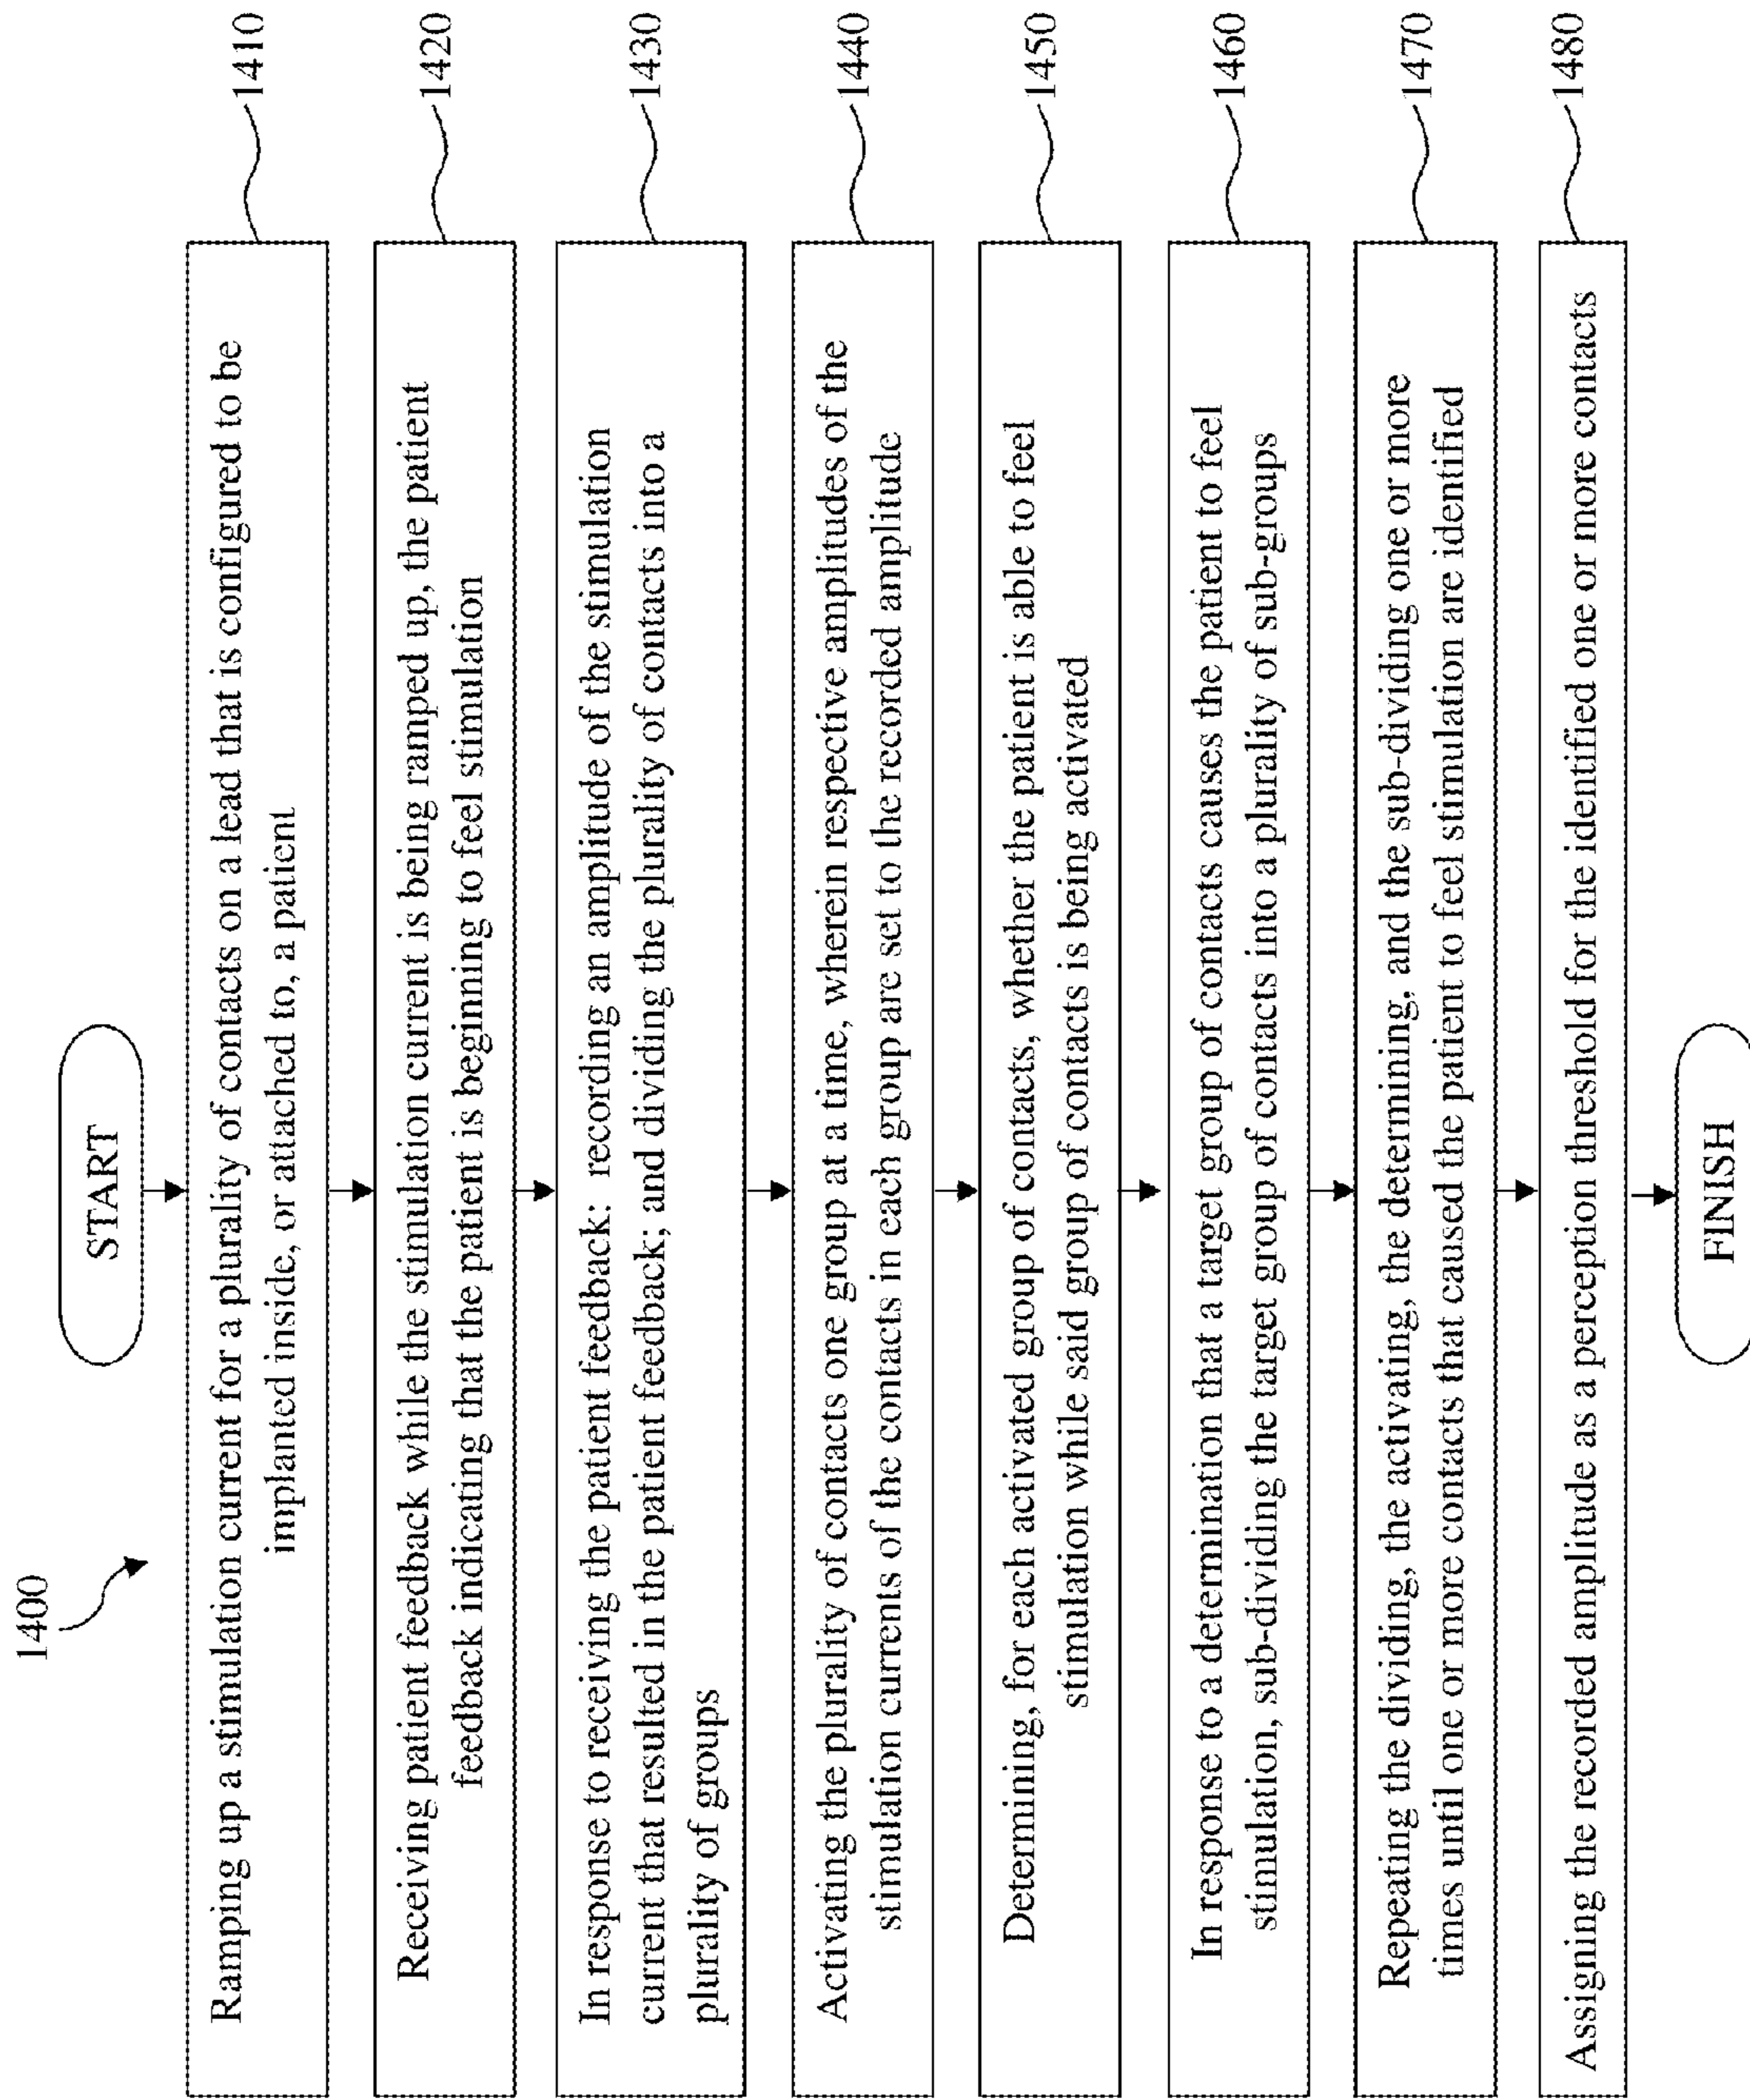 1400
START
Ramping up a stimulation current for a plurality of contacts on a lead that is configured to be
implanted inside, or attached to, a patient
1410
Receiving patient feedback while the stimulation current is being ramped up, the patient
feedback indicating that the patient is beginning to feel stimulation
1420
In response to receiving the patient feedback: recording an amplitude of the stimulation
current that resulted in the patient feedback; and dividing the plurality of contacts into a
plurality of groups
1430
Activating the plurality of contacts one group at a time, wherein respective amplitudes of the
stimulation currents of the contacts in each group are set to the recorded amplitude
1440
Determining, for each activated group of contacts, whether the patient is able to feel
stimulation while said group of contacts is being activated
1450
In response to a determination that a target group of contacts causes the patient to feel
stimulation, sub-dividing the target group of contacts into a plurality of sub-groups
1460
Repeating the dividing, the activating, the determining, and the sub-dividing one or more
times until one or more contacts that caused the patient to feel stimulation are identified
1470
Assigning the recorded amplitude as a perception threshold for the identified one or more contacts
1480
FINISH